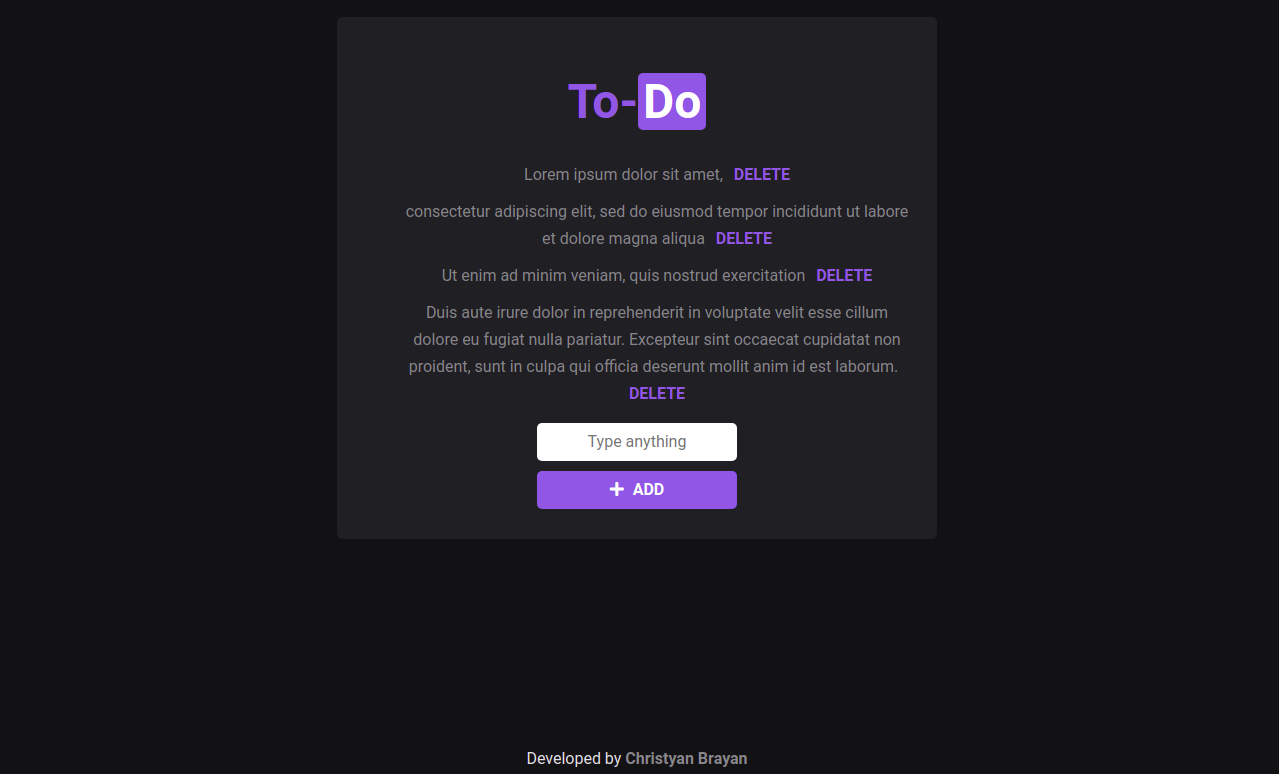 To-Do
Lorem ipsum dolor sit amet, DELETE
consectetur adipiscing elit, sed do eiusmod tempor incididunt ut labore
et dolore magna aliqua DELETE
Ut enim ad minim veniam, quis nostrud exercitation DELETE
Duis aute irure dolor in reprehenderit in voluptate velit esse cillum
dolore eu fugiat nulla pariatur. Excepteur sint occaecat cupidatat non
proident, sunt in culpa qui officia deserunt mollit anim id est laborum.
DELETE
Type anything
ADD
Developed by Christyan Brayan